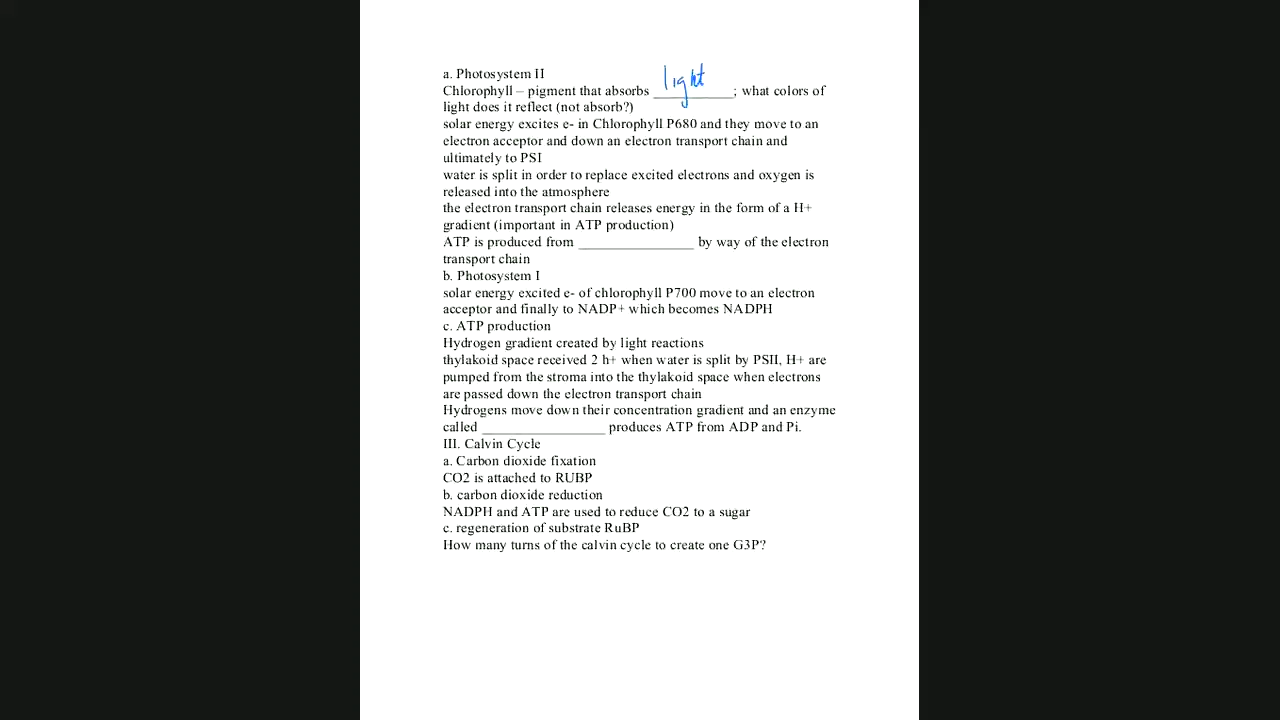 a. Photosystem II
Chlorophyll – pigment that absorbs light; what colors of
light does it reflect (not absorb?)
solar energy excites e- in Chlorophyll P680 and they move to an
electron acceptor and down an electron transport chain and
ultimately to PSI
water is split in order to replace excited electrons and oxygen is
released into the atmosphere
the electron transport chain releases energy in the form of a H+
gradient (important in ATP production)
ATP is produced from ________________ by way of the electron
transport chain
b. Photosystem I
solar energy excited e- of chlorophyll P700 move to an electron
acceptor and finally to NADP+ which becomes NADPH
c. ATP production
Hydrogen gradient created by light reactions
thylakoid space received 2 h+ when water is split by PSII, H+ are
pumped from the stroma into the thylakoid space when electrons
are passed down the electron transport chain
Hydrogens move down their concentration gradient and an enzyme
called _________________ produces ATP from ADP and Pi.
III. Calvin Cycle
a. Carbon dioxide fixation
CO2 is attached to RUBP
b. carbon dioxide reduction
NADPH and ATP are used to reduce CO2 to a sugar
c. regeneration of substrate RuBP
How many turns of the calvin cycle to create one G3P?